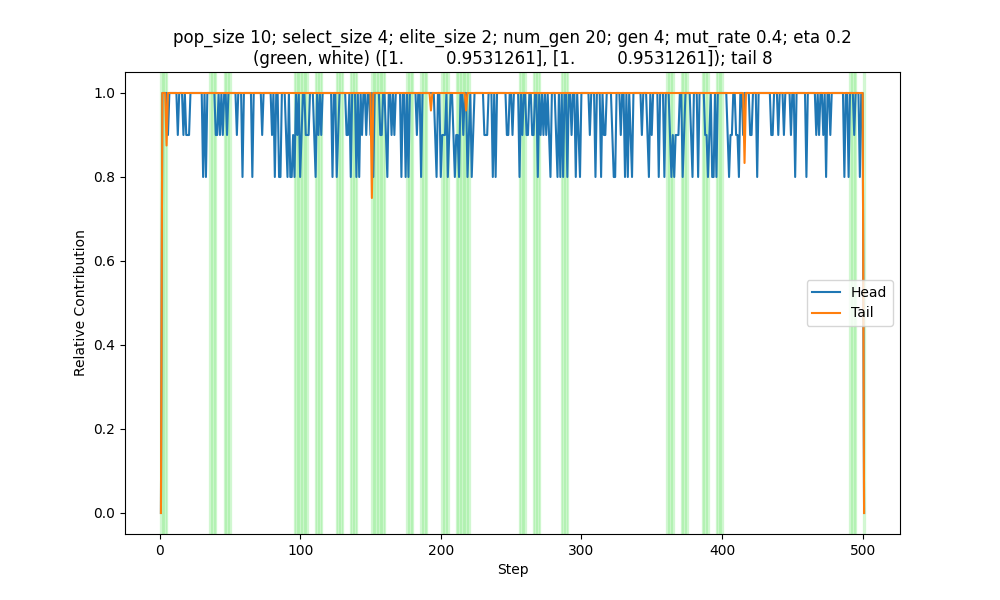 pop_size 10; select_size 4; elite_size 2; num_gen 20; gen 4; mut_rate 0.4; eta 0.2
(green, white) ([1.        0.9531261], [1.        0.9531261]); tail 8
1.0
0.8
0.6
0.4
0.2
0.0
Relative Contribution
Head
Tail
0
100
200
300
400
500
Step